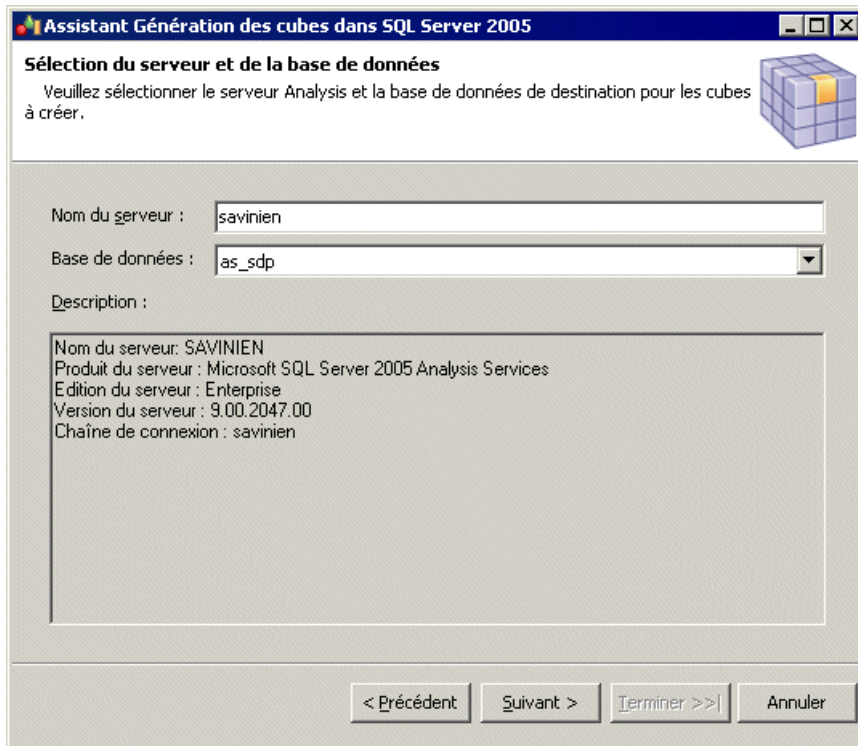 Assistant Génération des cubes dans SQL Server 2005
Sélection du serveur et de la base de données
Veuillez sélectionner le serveur Analysis et la base de données de destination pour les cubes
à créer.
Nom du serveur : savinien
Base de données : as_sdp
Description :
Nom du serveur: SAVINIEN
Produit du serveur : Microsoft SQL Server 2005 Analysis Services
Edition du serveur : Enterprise
Version du serveur : 9.00.2047.00
Chaîne de connexion : savinien
< Précédent Suivant > Terminer >>| Annuler